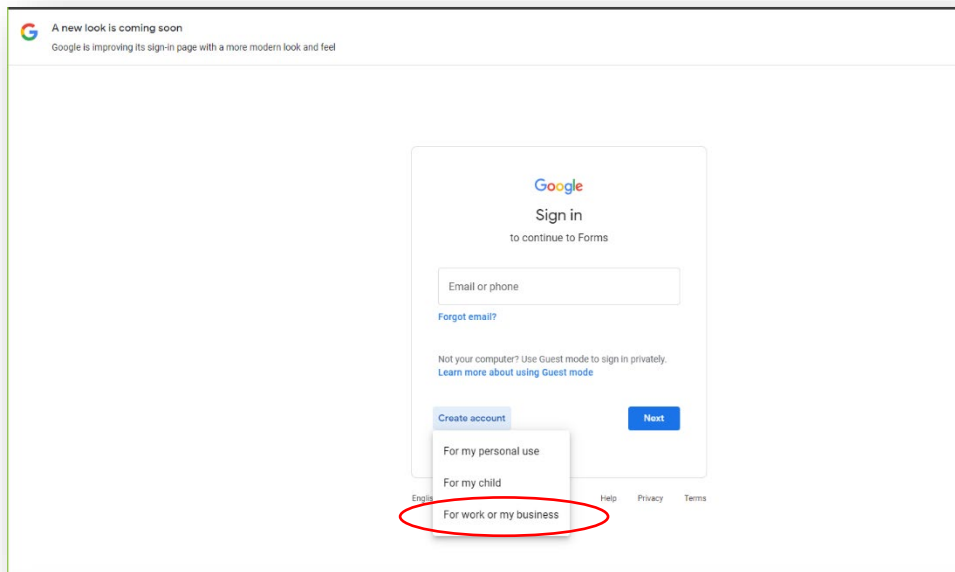 A new look is coming soon
Google is improving its sign-in page with a more modern look and feel
Google
Sign in
to continue to Forms
Email or phone
Forgot email?
Not your computer? Use Guest mode to sign in privately.
Learn more about using Guest mode
Create account
Next
For my personal use
For my child
Help Privacy Terms
For work or my business